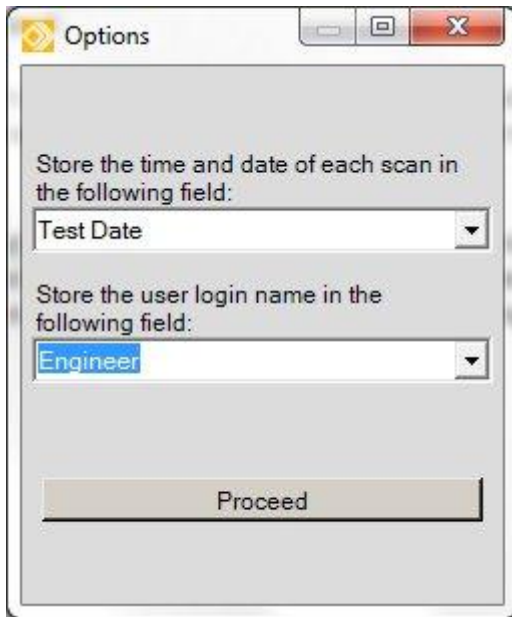 Options
Store the time and date of each scan in
the following field:
Test Date
Store the user login name in the
following field:
Engineer
Proceed